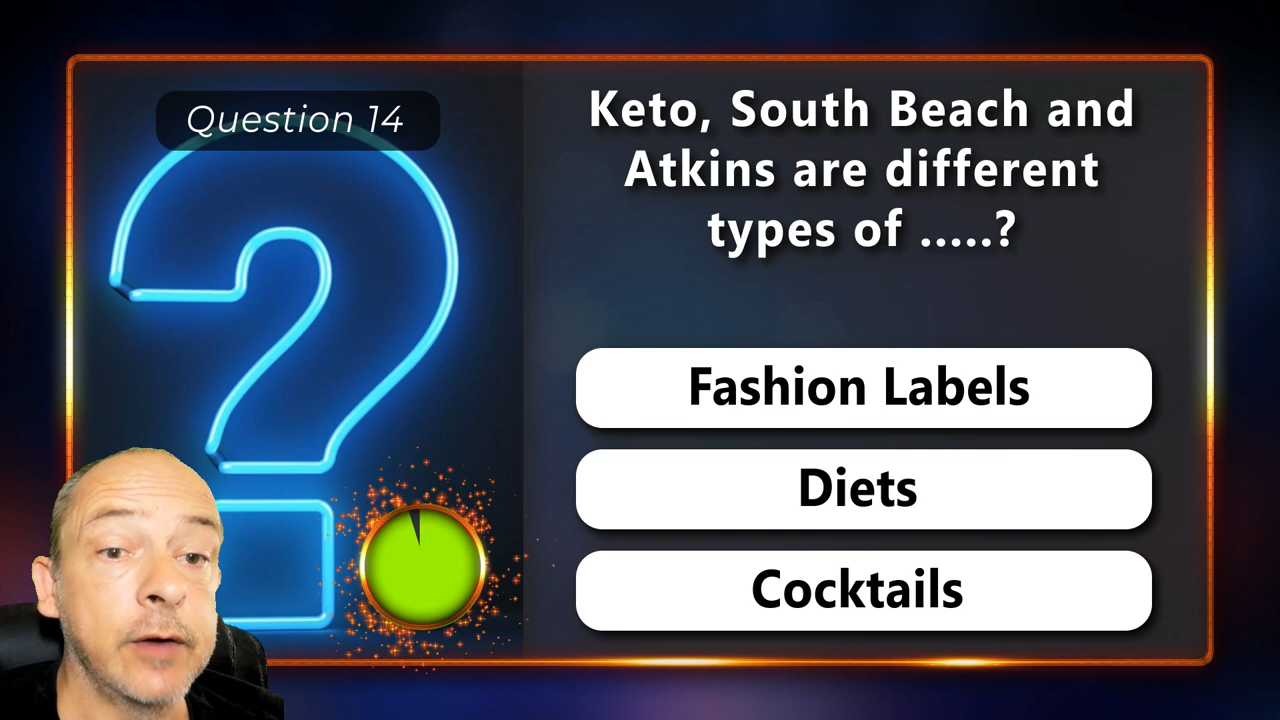 Question 14
Keto, South Beach and
Atkins are different
types of .....?
Fashion Labels
Diets
Cocktails